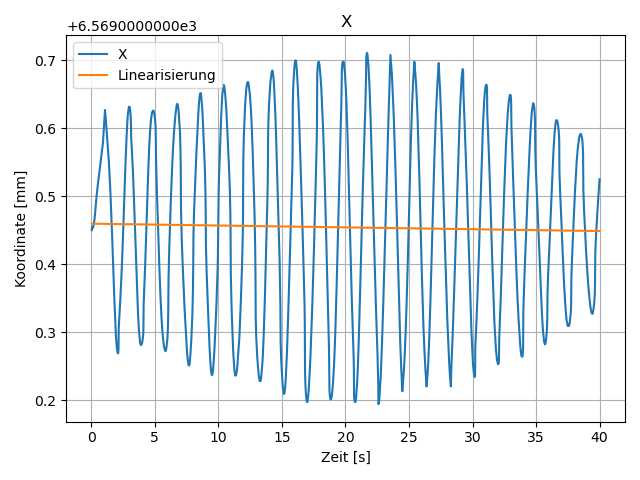 X
+6.5690000000e3
X
Linearisierung
0.7
0.6
0.5
0.4
0.3
0.2
Koordinate [mm]
0 5 10 15 20 25 30 35 40
Zeit [s]